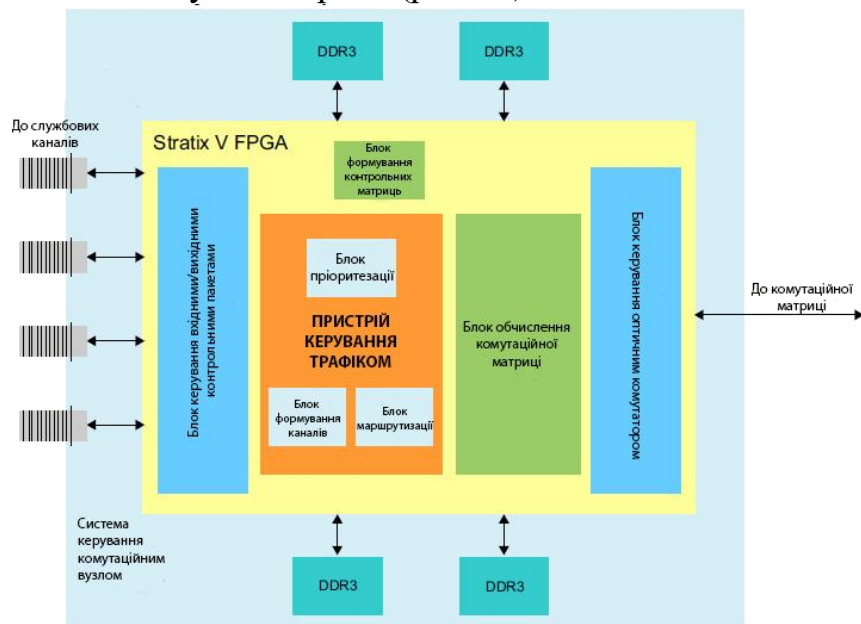 DDR3
DDR3
До службових
каналів
Stratix V FPGA
Блок
формування
контрольних
матриць
Блок керування вхідними/вихідними
контрольними пакетами
Блок
пріоритезації
ПРИСТРІЙ
КЕРУВАННЯ
ТРАФІКОМ
Блок
формування
каналів
Блок
маршрутизації
Блок обчислення
комутаційної
матриці
Блок керування оптичним комутатором
До комутаційної
матриці
Система
керування
комутаційним
вузлом
DDR3
DDR3